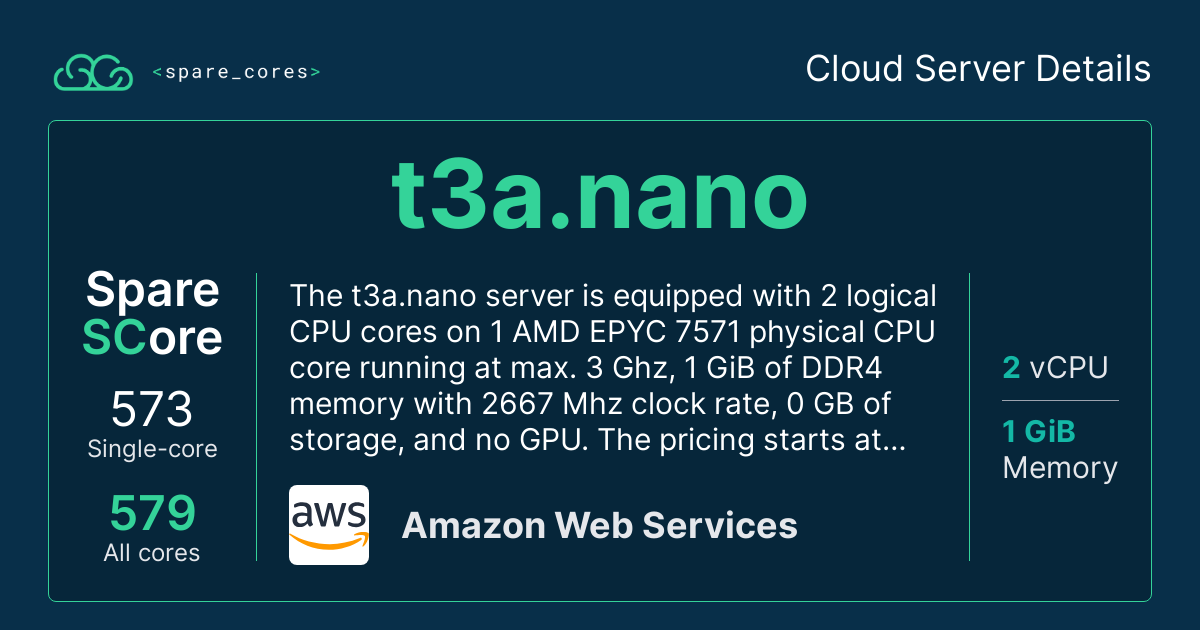 <spare_cores>
Cloud Server Details
t3a.nano
Spare
SCore
573
Single-core
579
All cores
The t3a.nano server is equipped with 2 logical
CPU cores on 1 AMD EPYC 7571 physical CPU
core running at max. 3 Ghz, 1 GiB of DDR4
memory with 2667 Mhz clock rate, 0 GB of
storage, and no GPU. The pricing starts at...
aws
Amazon Web Services
2 vCPU
1 GiB
Memory